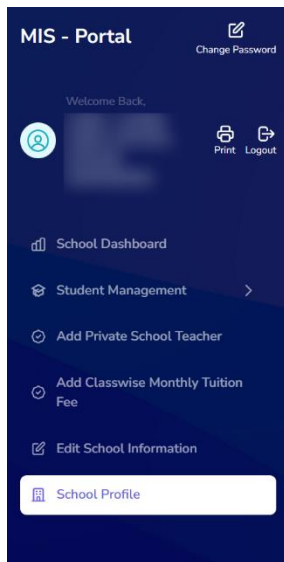 MIS - Portal
Change Password
Welcome Back,
Print Logout
School Dashboard
Student Management
Add Private School Teacher
Add Classwise Monthly Tuition
Fee
Edit School Information
School Profile